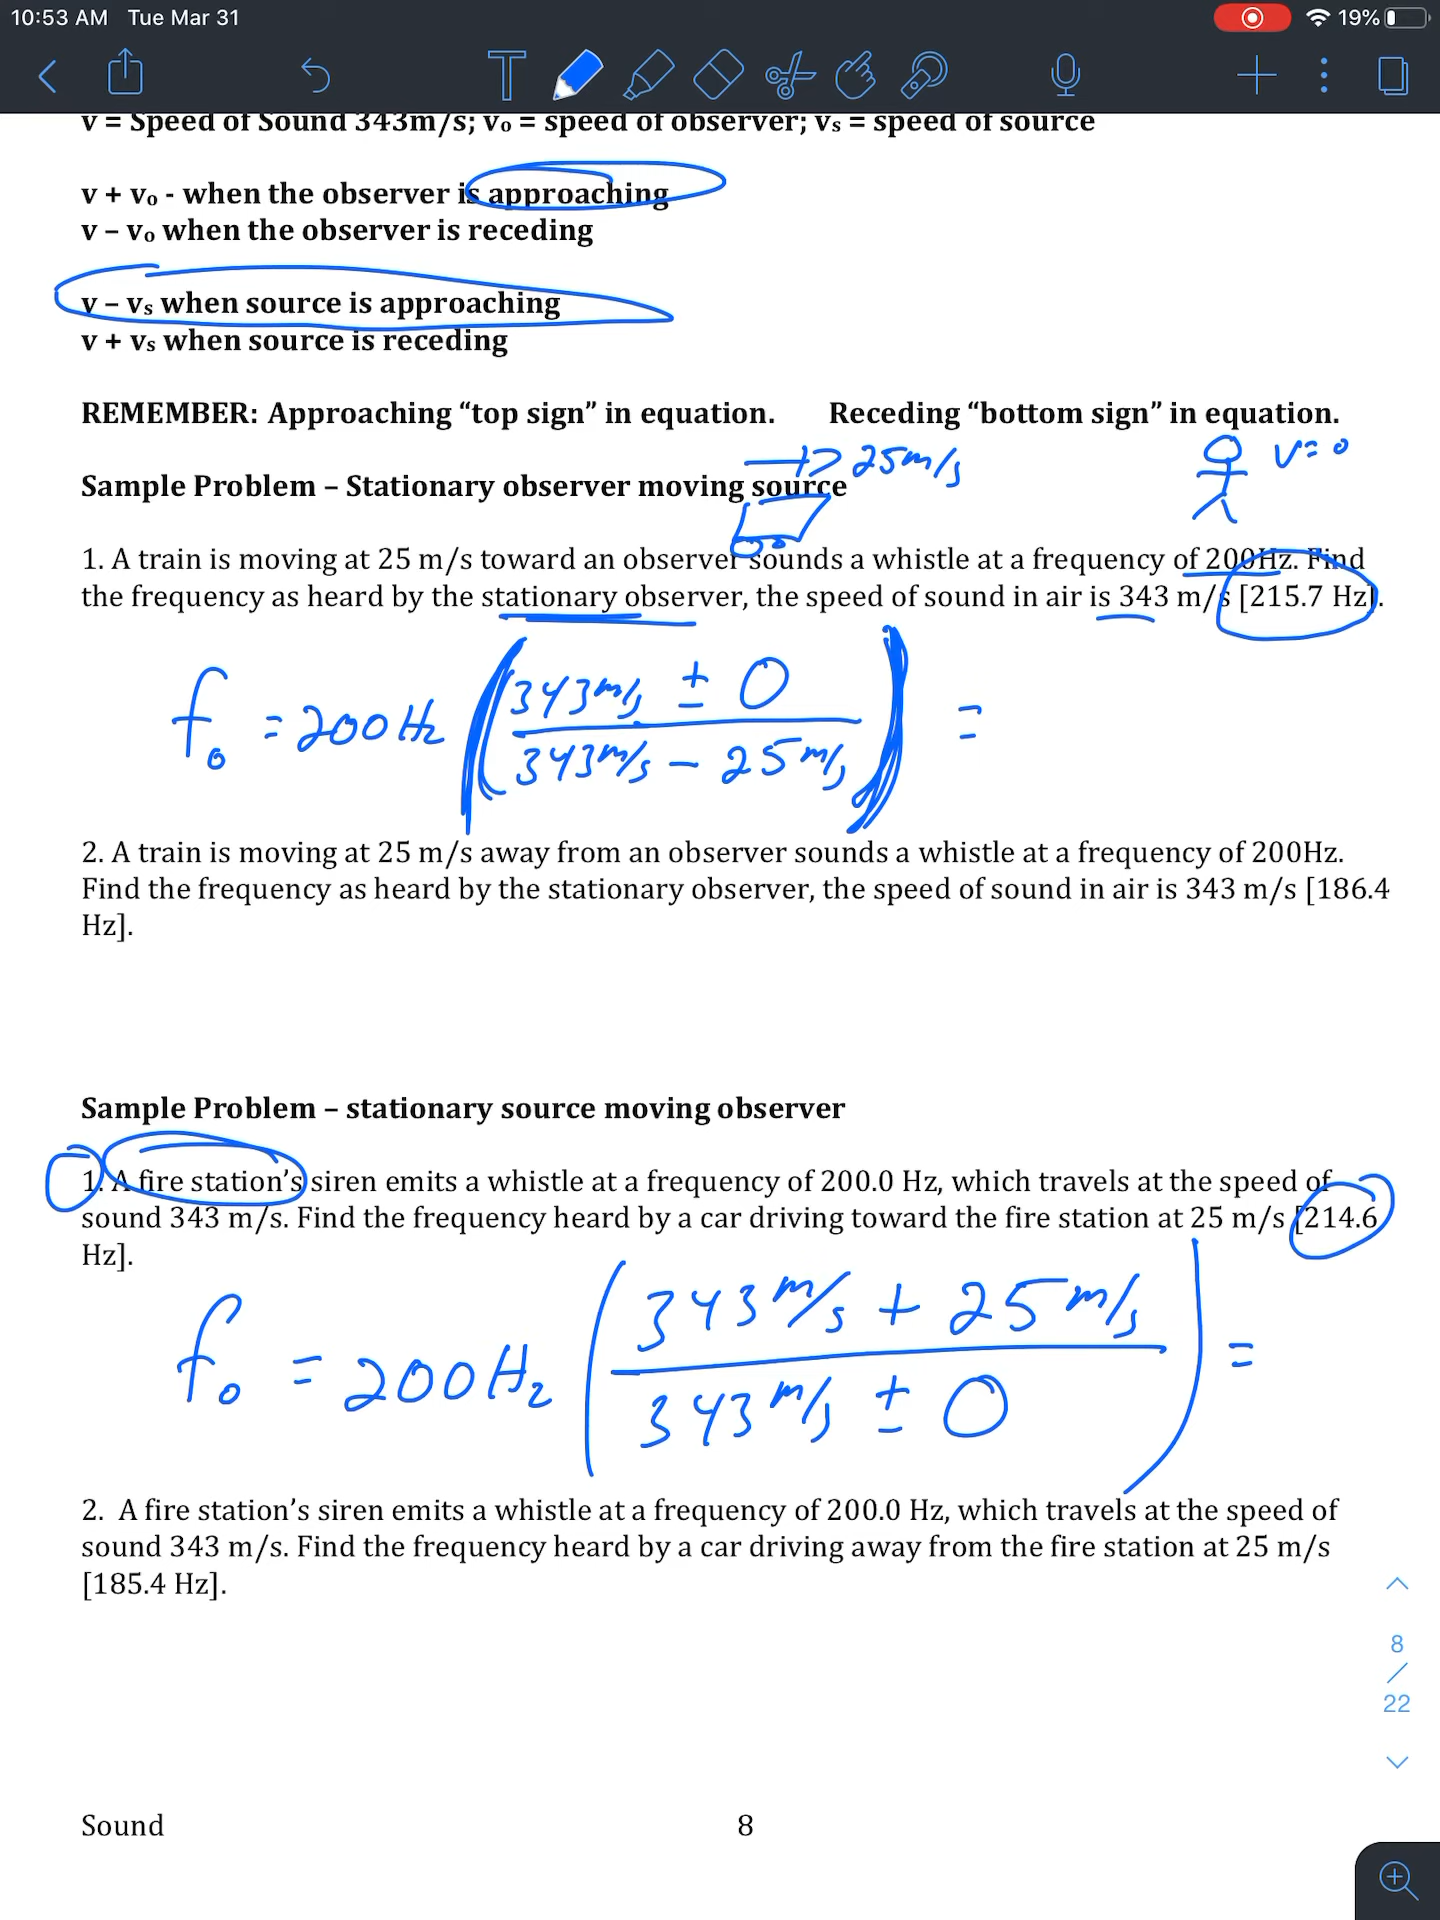 10:53 AM Tue Mar 31
19%
T
v = Speed of Sound 343m/s; vₒ = speed of observer; vₛ = speed of source
v + vₒ - when the observer is approaching
v – vₒ when the observer is receding
v – vₛ when source is approaching
v + vₛ when source is receding
REMEMBER: Approaching “top sign” in equation. Receding “bottom sign” in equation.
25m/s V=0
Sample Problem – Stationary observer moving source
1. A train is moving at 25 m/s toward an observer sounds a whistle at a frequency of 200Hz. Find
the frequency as heard by the stationary observer, the speed of sound in air is 343 m/s [215.7 Hz].
fₒ = 200 Hz ( 343m/s ± 0
343m/s – 25m/s ) =
2. A train is moving at 25 m/s away from an observer sounds a whistle at a frequency of 200Hz.
Find the frequency as heard by the stationary observer, the speed of sound in air is 343 m/s [186.4
Hz].
Sample Problem – stationary source moving observer
1. A fire station’s siren emits a whistle at a frequency of 200.0 Hz, which travels at the speed of
sound 343 m/s. Find the frequency heard by a car driving toward the fire station at 25 m/s [214.6
Hz].
fₒ = 200Hz ( 343m/s + 25m/s
343m/s ± 0 ) =
2. A fire station’s siren emits a whistle at a frequency of 200.0 Hz, which travels at the speed of
sound 343 m/s. Find the frequency heard by a car driving away from the fire station at 25 m/s
[185.4 Hz].
8
/
22
Sound 8